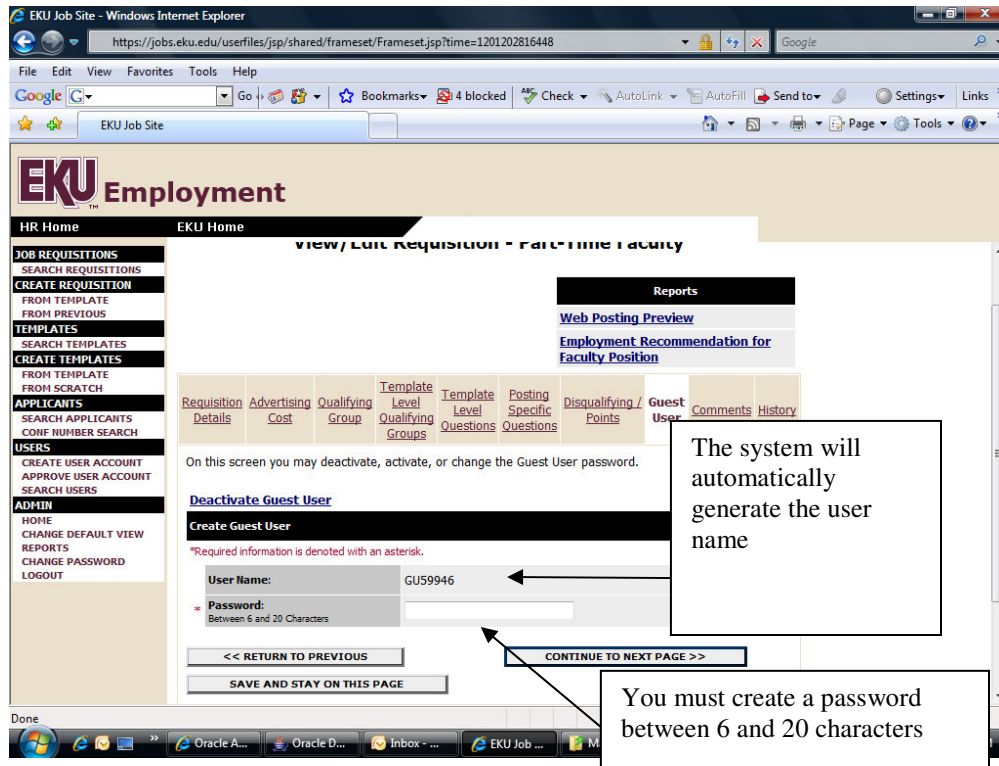 EKU Job Site - Windows Internet Explorer
https://jobs.eku.edu/userfiles/jsp/shared/frameset/Frameset.jsp?time=1201202816448
Google
File Edit View Favorites Tools Help
Google G Go Bookmarks 4 blocked Check AutoLink AutoFill Send to Settings Links
EKU Job Site
Page Tools
EKU TM Employment
HR Home EKU Home
View/Edit Requisition - Part-Time Faculty
JOB REQUISITIONS
SEARCH REQUISITIONS
CREATE REQUISITION
FROM TEMPLATE
FROM PREVIOUS
TEMPLATES
SEARCH TEMPLATES
CREATE TEMPLATES
FROM TEMPLATE
FROM SCRATCH
APPLICANTS
SEARCH APPLICANTS
CONF NUMBER SEARCH
USERS
CREATE USER ACCOUNT
APPROVE USER ACCOUNT
SEARCH USERS
ADMIN
HOME
CHANGE DEFAULT VIEW
REPORTS
CHANGE PASSWORD
LOGOUT
Reports
Web Posting Preview
Employment Recommendation for
Faculty Position
Requisition Details
Advertising Cost
Qualifying Group
Template Level Qualifying Groups
Template Level Questions
Posting Specific Questions
Disqualifying / Points
Guest User
Comments
History
On this screen you may deactivate, activate, or change the Guest User password.
Deactivate Guest User
Create Guest User
*Required information is denoted with an asterisk.
User Name: GU59946
* Password:
Between 6 and 20 Characters
<< RETURN TO PREVIOUS
CONTINUE TO NEXT PAGE >>
SAVE AND STAY ON THIS PAGE
The system will
automatically
generate the user
name
You must create a password
between 6 and 20 characters
Done
Oracle A... Oracle D... Inbox - ... EKU Job ...